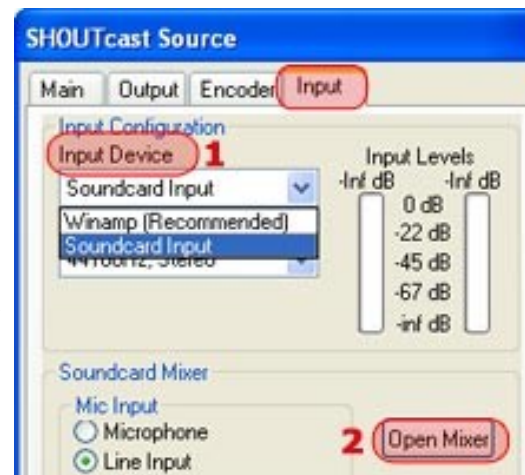 SHOUTcast Source
Main Output Encoder Input
Input Configuration
Input Device 1
Soundcard Input
Winamp (Recommended)
Soundcard Input
44100Hz, Stereo
Input Levels
-Inf dB -Inf dB
0 dB
-22 dB
-45 dB
-67 dB
-inf dB
Soundcard Mixer
Mic Input
Microphone
Line Input
2 Open Mixer